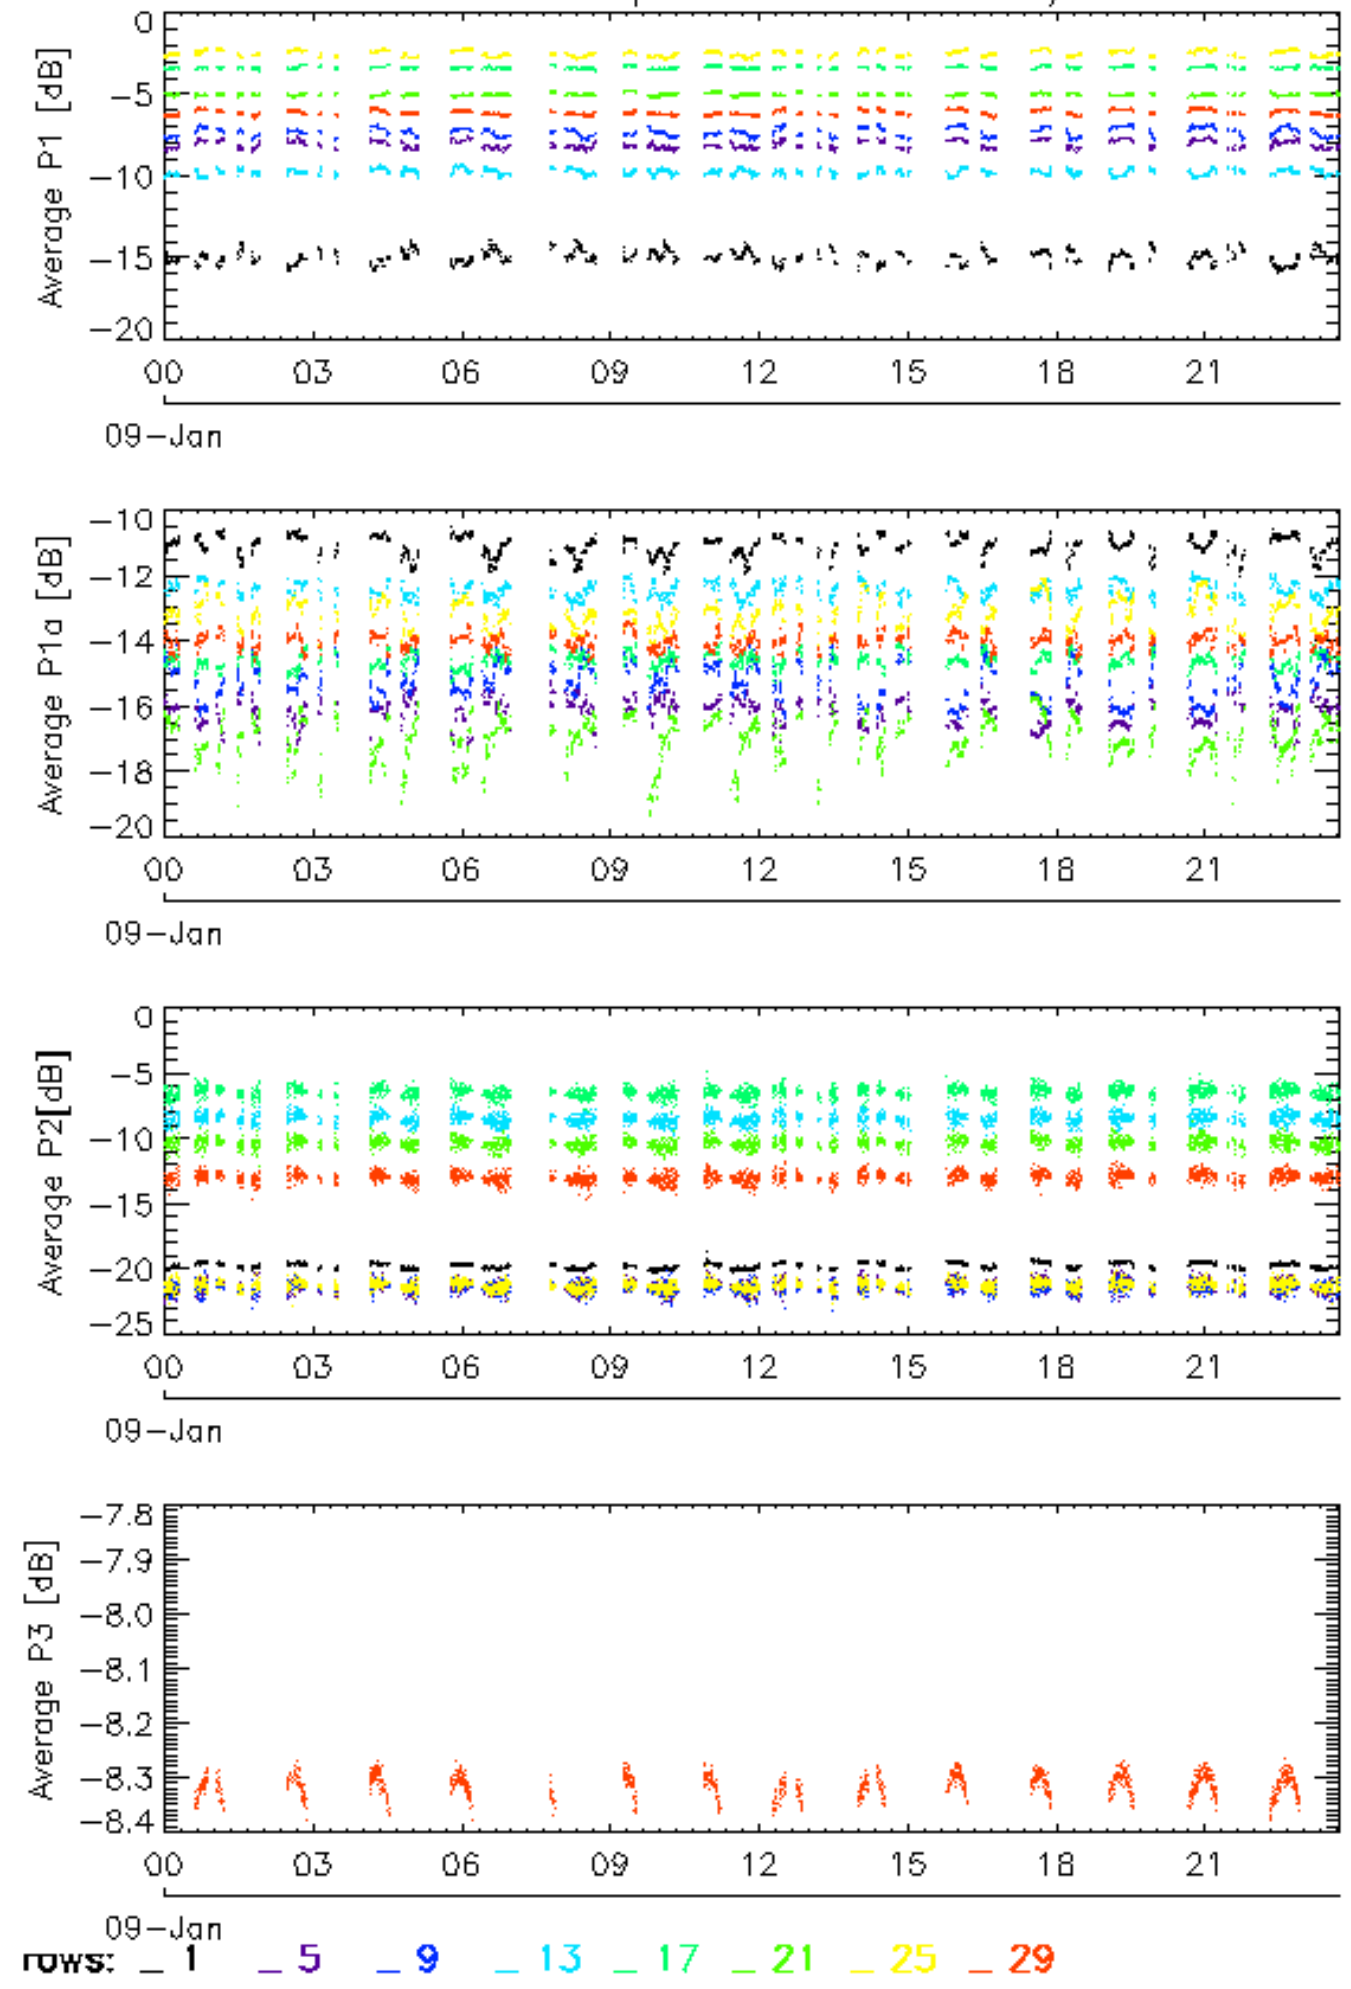 0
−5
−10
−15
−20
Average P1 [dB]
00 03 06 09 12 15 18 21
09−Jan
−10
−12
−14
−16
−18
−20
Average P1a [dB]
00 03 06 09 12 15 18 21
09−Jan
0
−5
−10
−15
−20
−25
Average P2[dB]
00 03 06 09 12 15 18 21
09−Jan
−7.8
−7.9
−8.0
−8.1
−8.2
−8.3
−8.4
Average P3 [dB]
00 03 06 09 12 15 18 21
09−Jan
rows: _ 1 _ 5 _ 9 _ 13 _ 17 _ 21 _ 25 _ 29